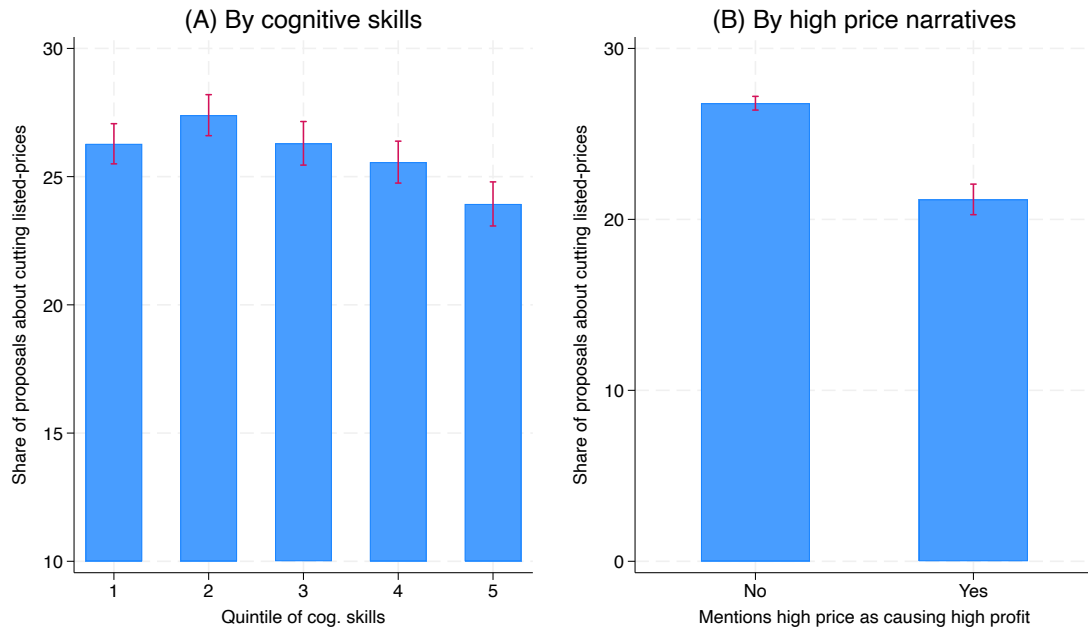 (A) By cognitive skills
Share of proposals about cutting listed-prices
30
25
20
15
10
1 2 3 4 5
Quintile of cog. skills
(B) By high price narratives
Share of proposals about cutting listed-prices
30
20
10
0
No Yes
Mentions high price as causing high profit